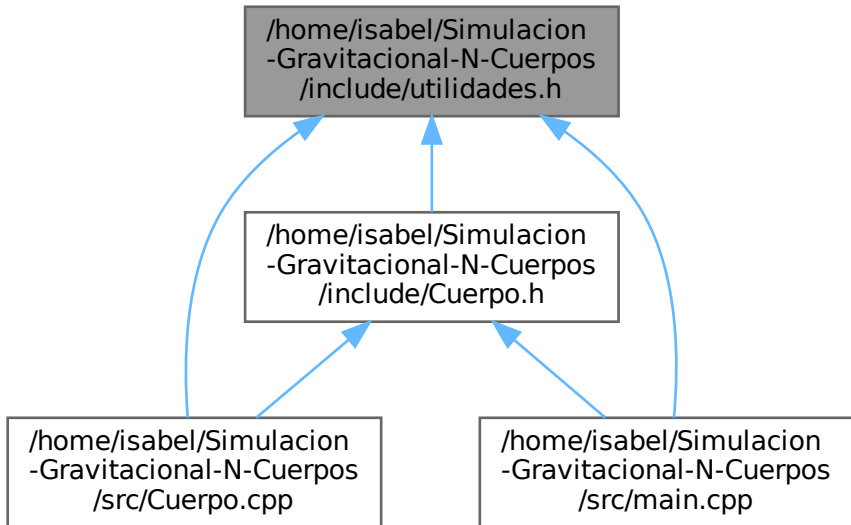 /home/isabel/Simulacion
-Gravitacional-N-Cuerpos
/include/utilidades.h
/home/isabel/Simulacion
-Gravitacional-N-Cuerpos
/include/Cuerpo.h
/home/isabel/Simulacion
-Gravitacional-N-Cuerpos
/src/Cuerpo.cpp
/home/isabel/Simulacion
-Gravitacional-N-Cuerpos
/src/main.cpp